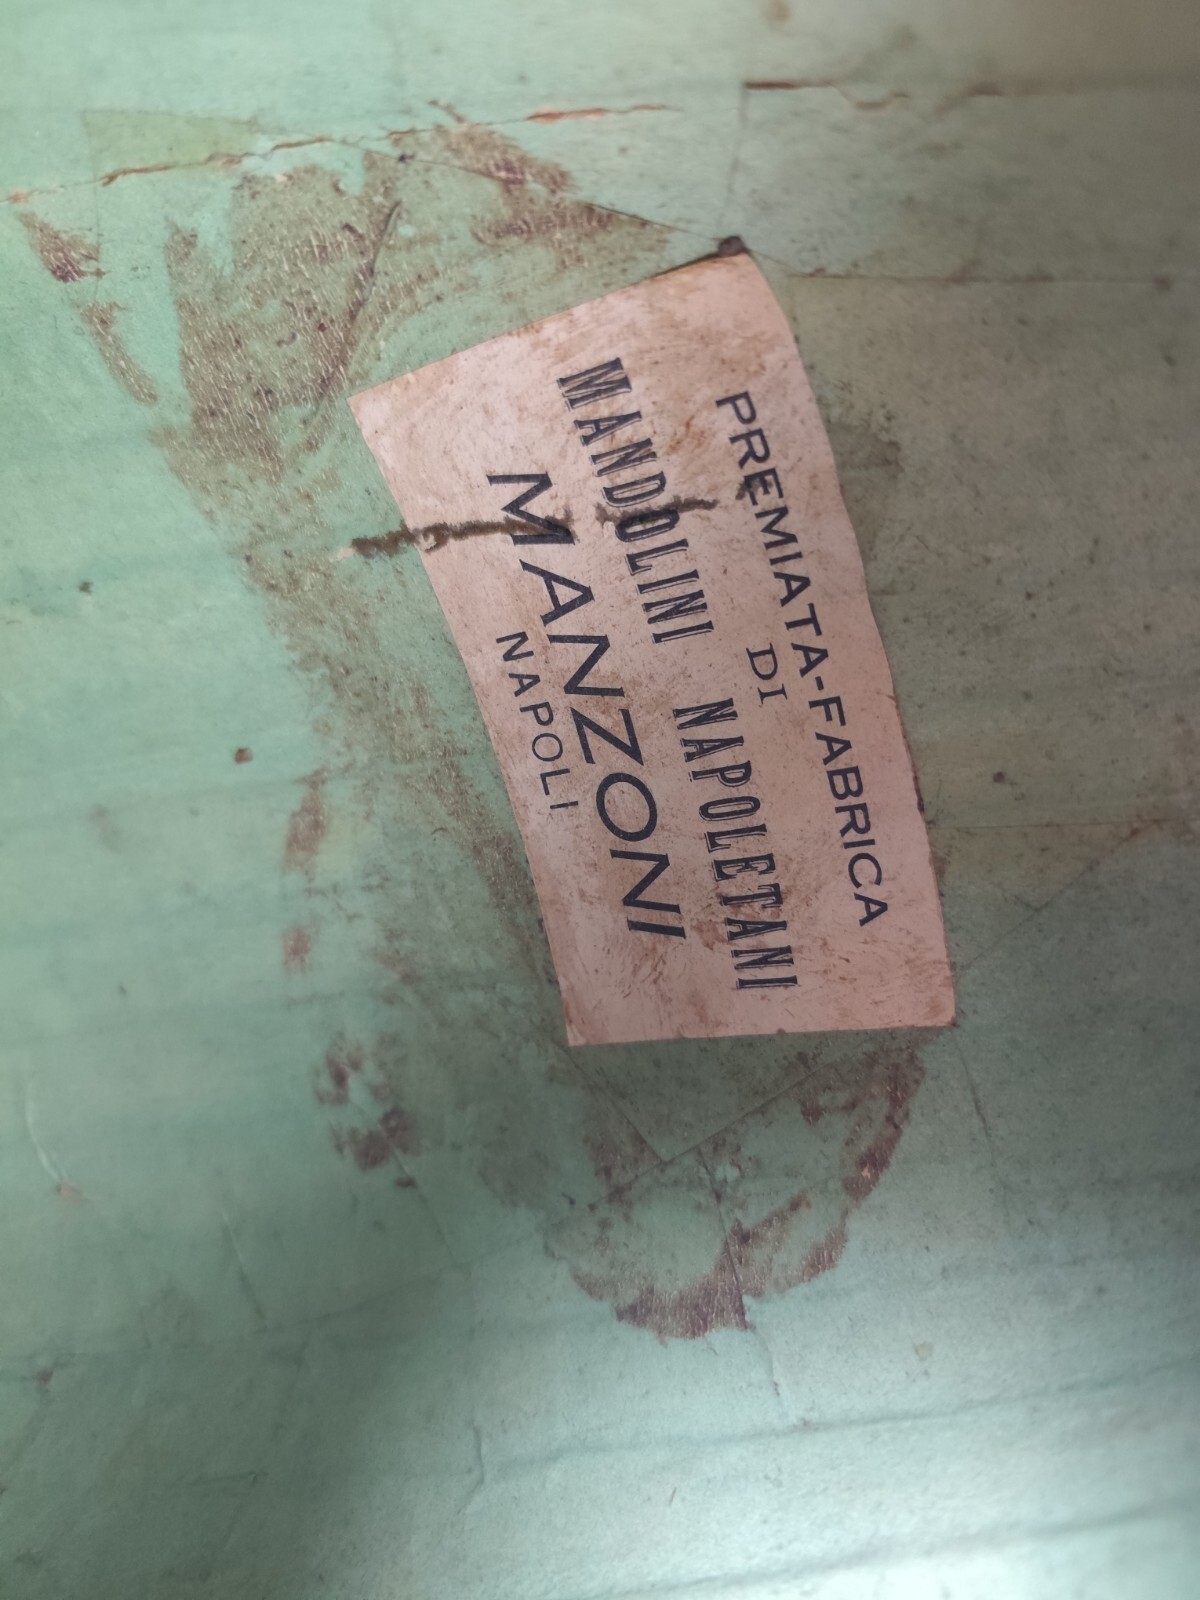 PREMIATA-FABRICA
DI
MANDOLINI NAPOLETANI
MANZONI
NAPOLI